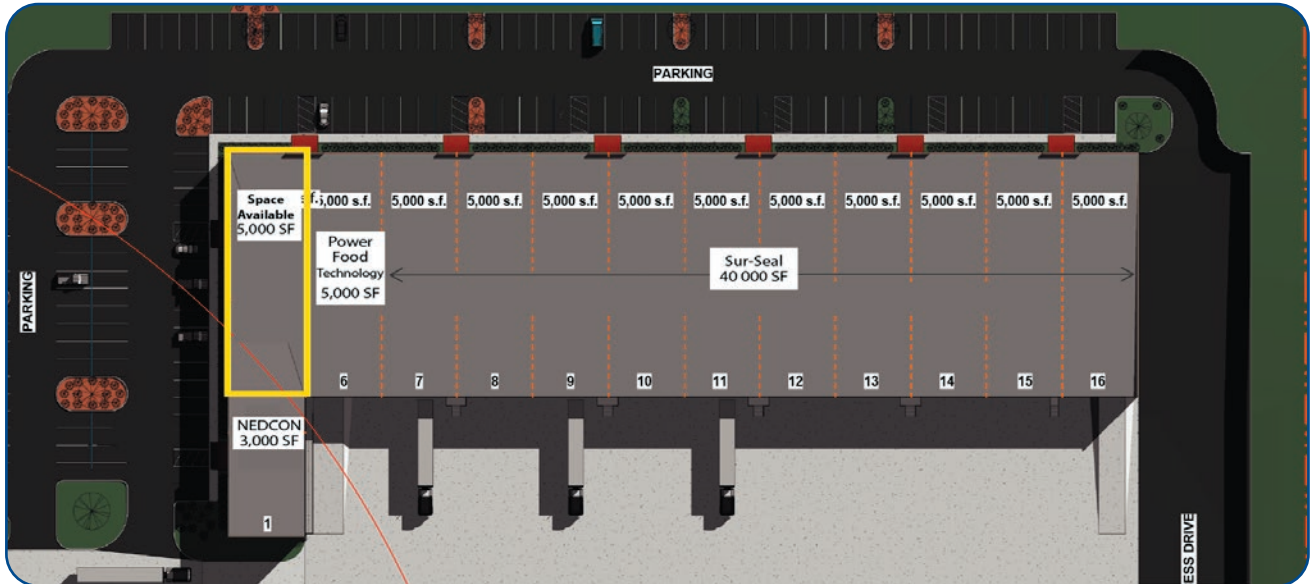 PARKING
Space
Available
5,000 SF
s.f.
5,000 s.f.
5,000 s.f.
5,000 s.f.
5,000 s.f.
5,000 s.f.
5,000 s.f.
5,000 s.f.
5,000 s.f.
5,000 s.f.
5,000 s.f.
5,000 s.f.
Power
Food
Technology
5,000 SF
Sur-Seal
40 000 SF
PARKING
6
7
8
9
10
11
12
13
14
15
16
NEDCON
3,000 SF
1
ESS DRIVE